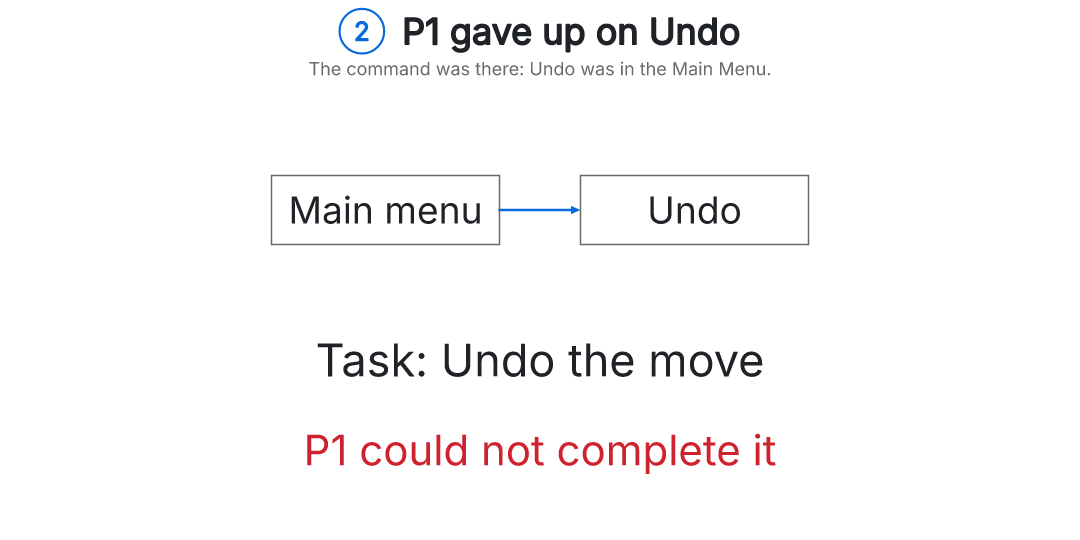 2 P1 gave up on Undo
The command was there: Undo was in the Main Menu.
Main menu Undo
Task: Undo the move
P1 could not complete it